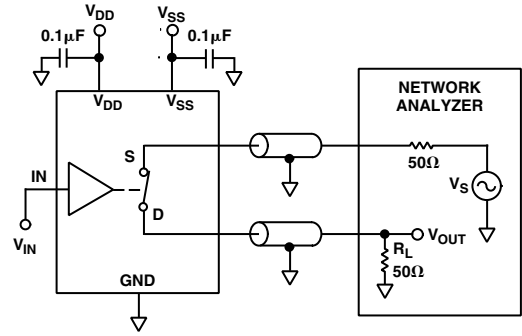 VDD
VSS
0.1μF
0.1μF
VDD
VSS
NETWORK
ANALYZER
S
50Ω
IN
VS
D
VOUT
VIN
RL
50Ω
GND